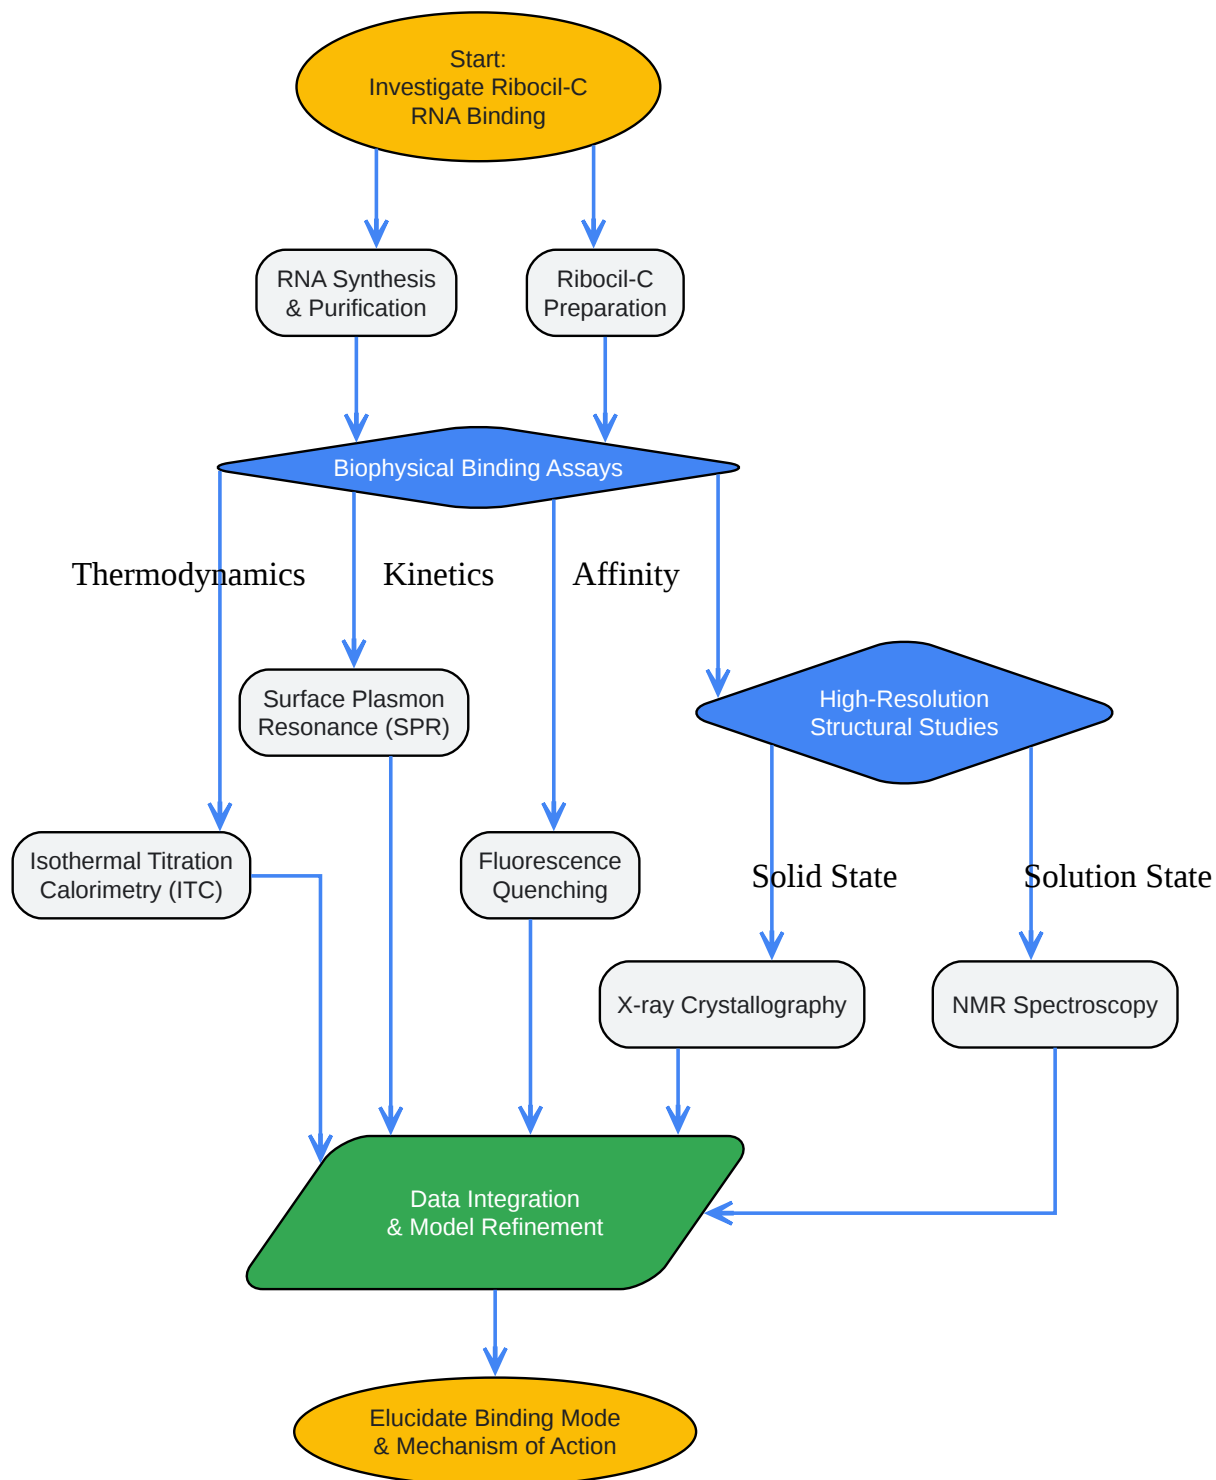 Start:
Investigate Ribocil-C
RNA Binding
RNA Synthesis
& Purification
Ribocil-C
Preparation
Biophysical Binding Assays
Thermodynamics
Kinetics
Affinity
Surface Plasmon
Resonance (SPR)
High-Resolution
Structural Studies
Isothermal Titration
Calorimetry (ITC)
Fluorescence
Quenching
Solid State
Solution State
X-ray Crystallography
NMR Spectroscopy
Data Integration
& Model Refinement
Elucidate Binding Mode
& Mechanism of Action